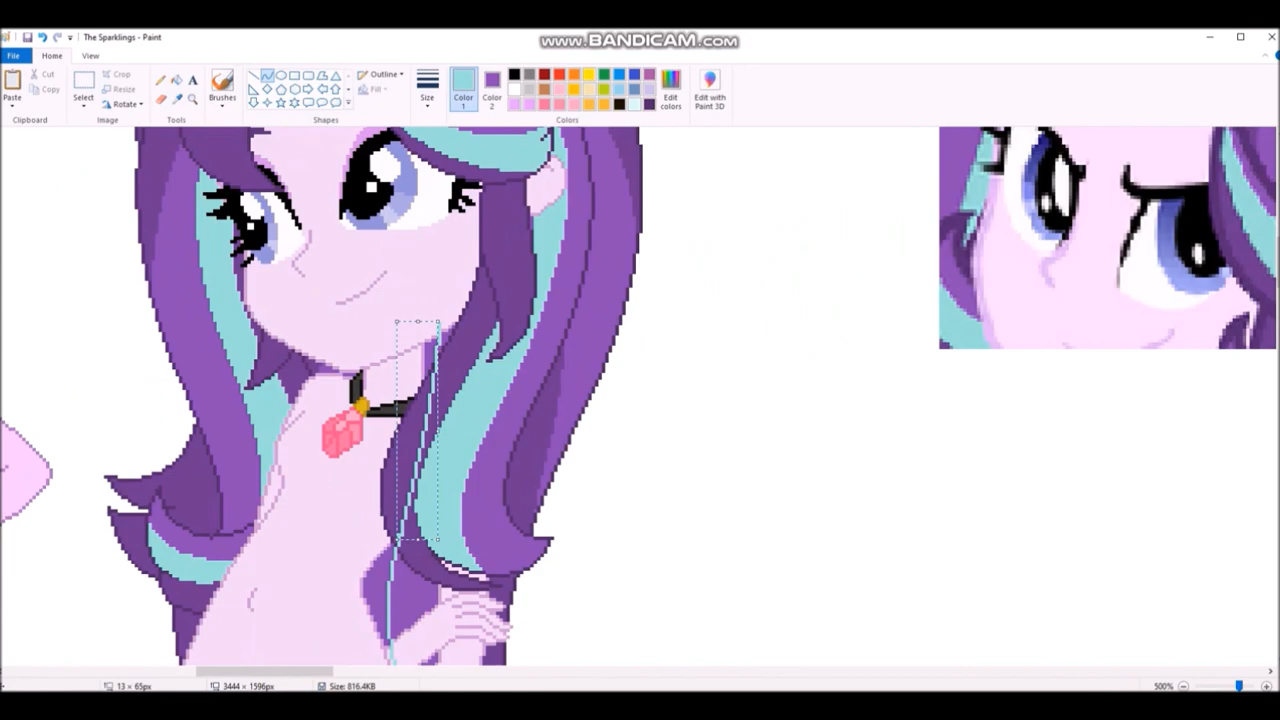 The Sparklings - Paint
www.BANDICAM.com
File
Home
View
Paste
Cut
Copy
Clipboard
Select
Crop
Resize
Rotate
Image
Tools
Brushes
Outline
Fill
Shapes
Size
Color 1
Color 2
Edit colors
Edit with Paint 3D
Colors
13 × 65px
3444 × 1596px
Size: 816.4KB
500%